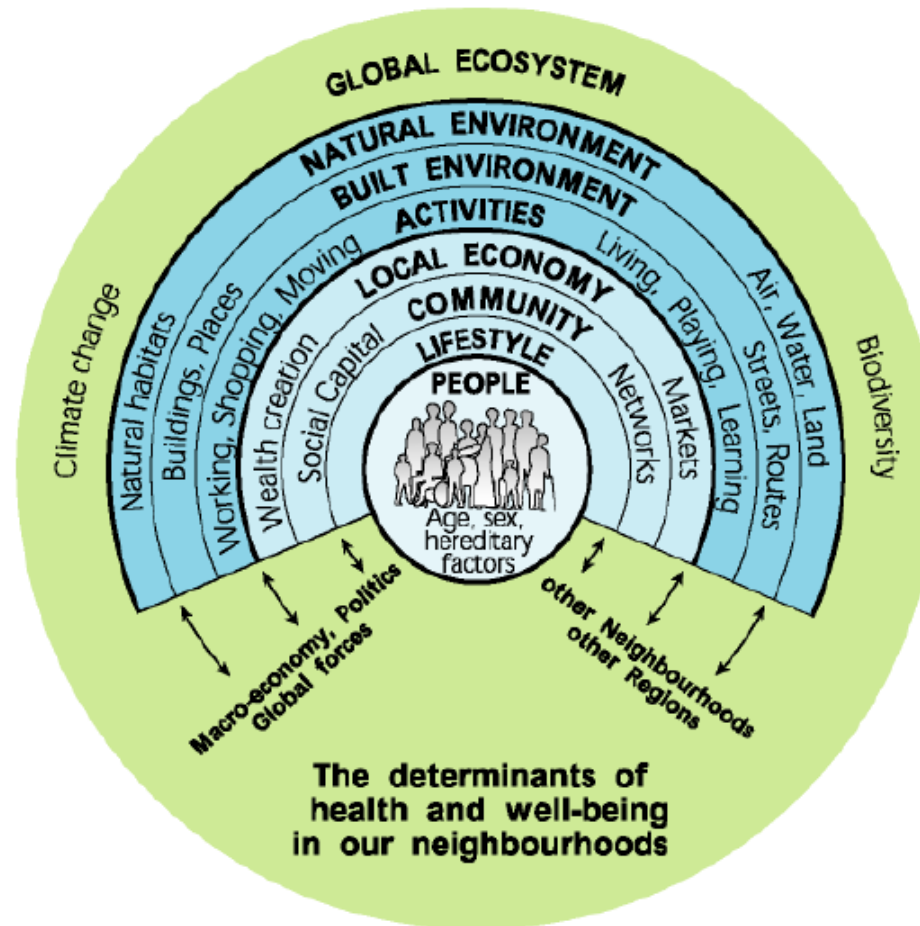 GLOBAL ECOSYSTEM
NATURAL ENVIRONMENT
BUILT ENVIRONMENT
ACTIVITIES
LOCAL ECONOMY
COMMUNITY
LIFESTYLE
PEOPLE
Age, sex,
hereditary
factors
Climate change
Natural habitats
Buildings, Places
Working, Shopping, Moving
Wealth creation
Social Capital
Networks
Markets
Living, Playing, Learning
Streets, Routes
Air, Water, Land
Biodiversity
Macro-economy, Politics
Global forces
other Neighbourhoods
other Regions
The determinants of
health and well-being
in our neighbourhoods